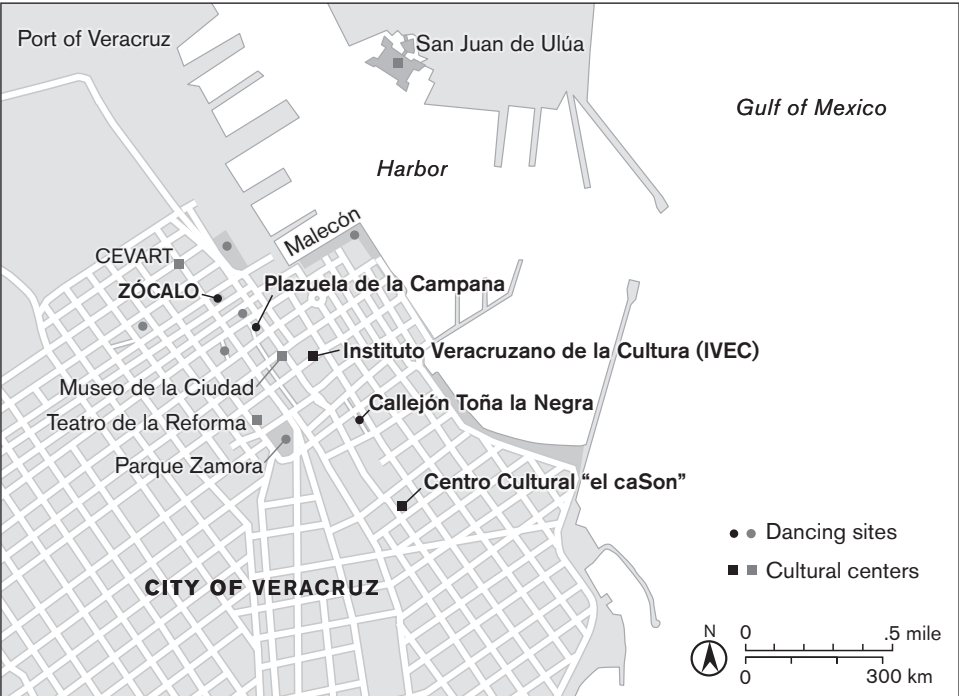 Port of Veracruz
San Juan de Ulúa
Gulf of Mexico
Harbor
Malecón
CEVART
ZÓCALO
Plazuela de la Campana
Instituto Veracruzano de la Cultura (IVEC)
Museo de la Ciudad
Callejón Toña la Negra
Teatro de la Reforma
Parque Zamora
Centro Cultural “el caSon”
Dancing sites
Cultural centers
CITY OF VERACRUZ
N
0 .5 mile
0 300 km